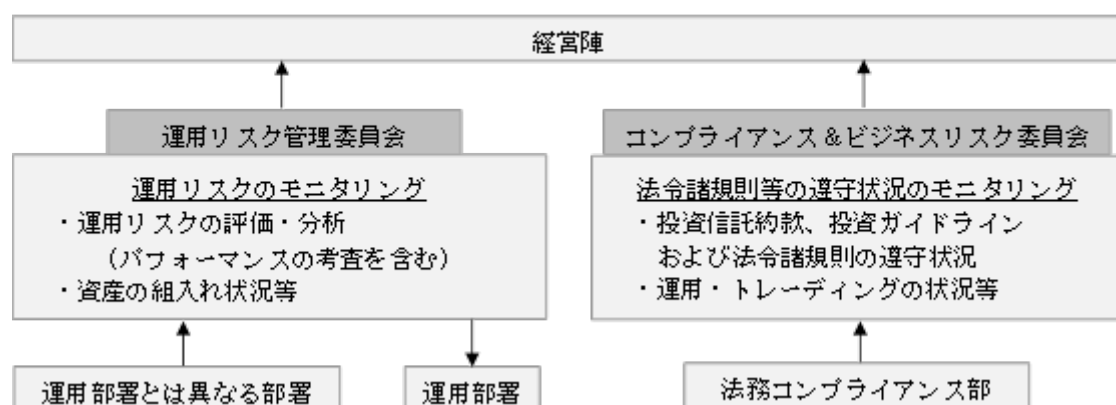 経営陣
運用リスク管理委員会
運用リスクのモニタリング
・運用リスクの評価・分析
（パフォーマンスの考査を含む）
・資産の組入れ状況等
コンプライアンス＆ビジネスリスク委員会
法令諸規則等の遵守状況のモニタリング
・投資信託約款、投資ガイドライン
および法令諸規則の遵守状況
・運用・トレーディングの状況等
運用部署とは異なる部署
運用部署
法務コンプライアンス部